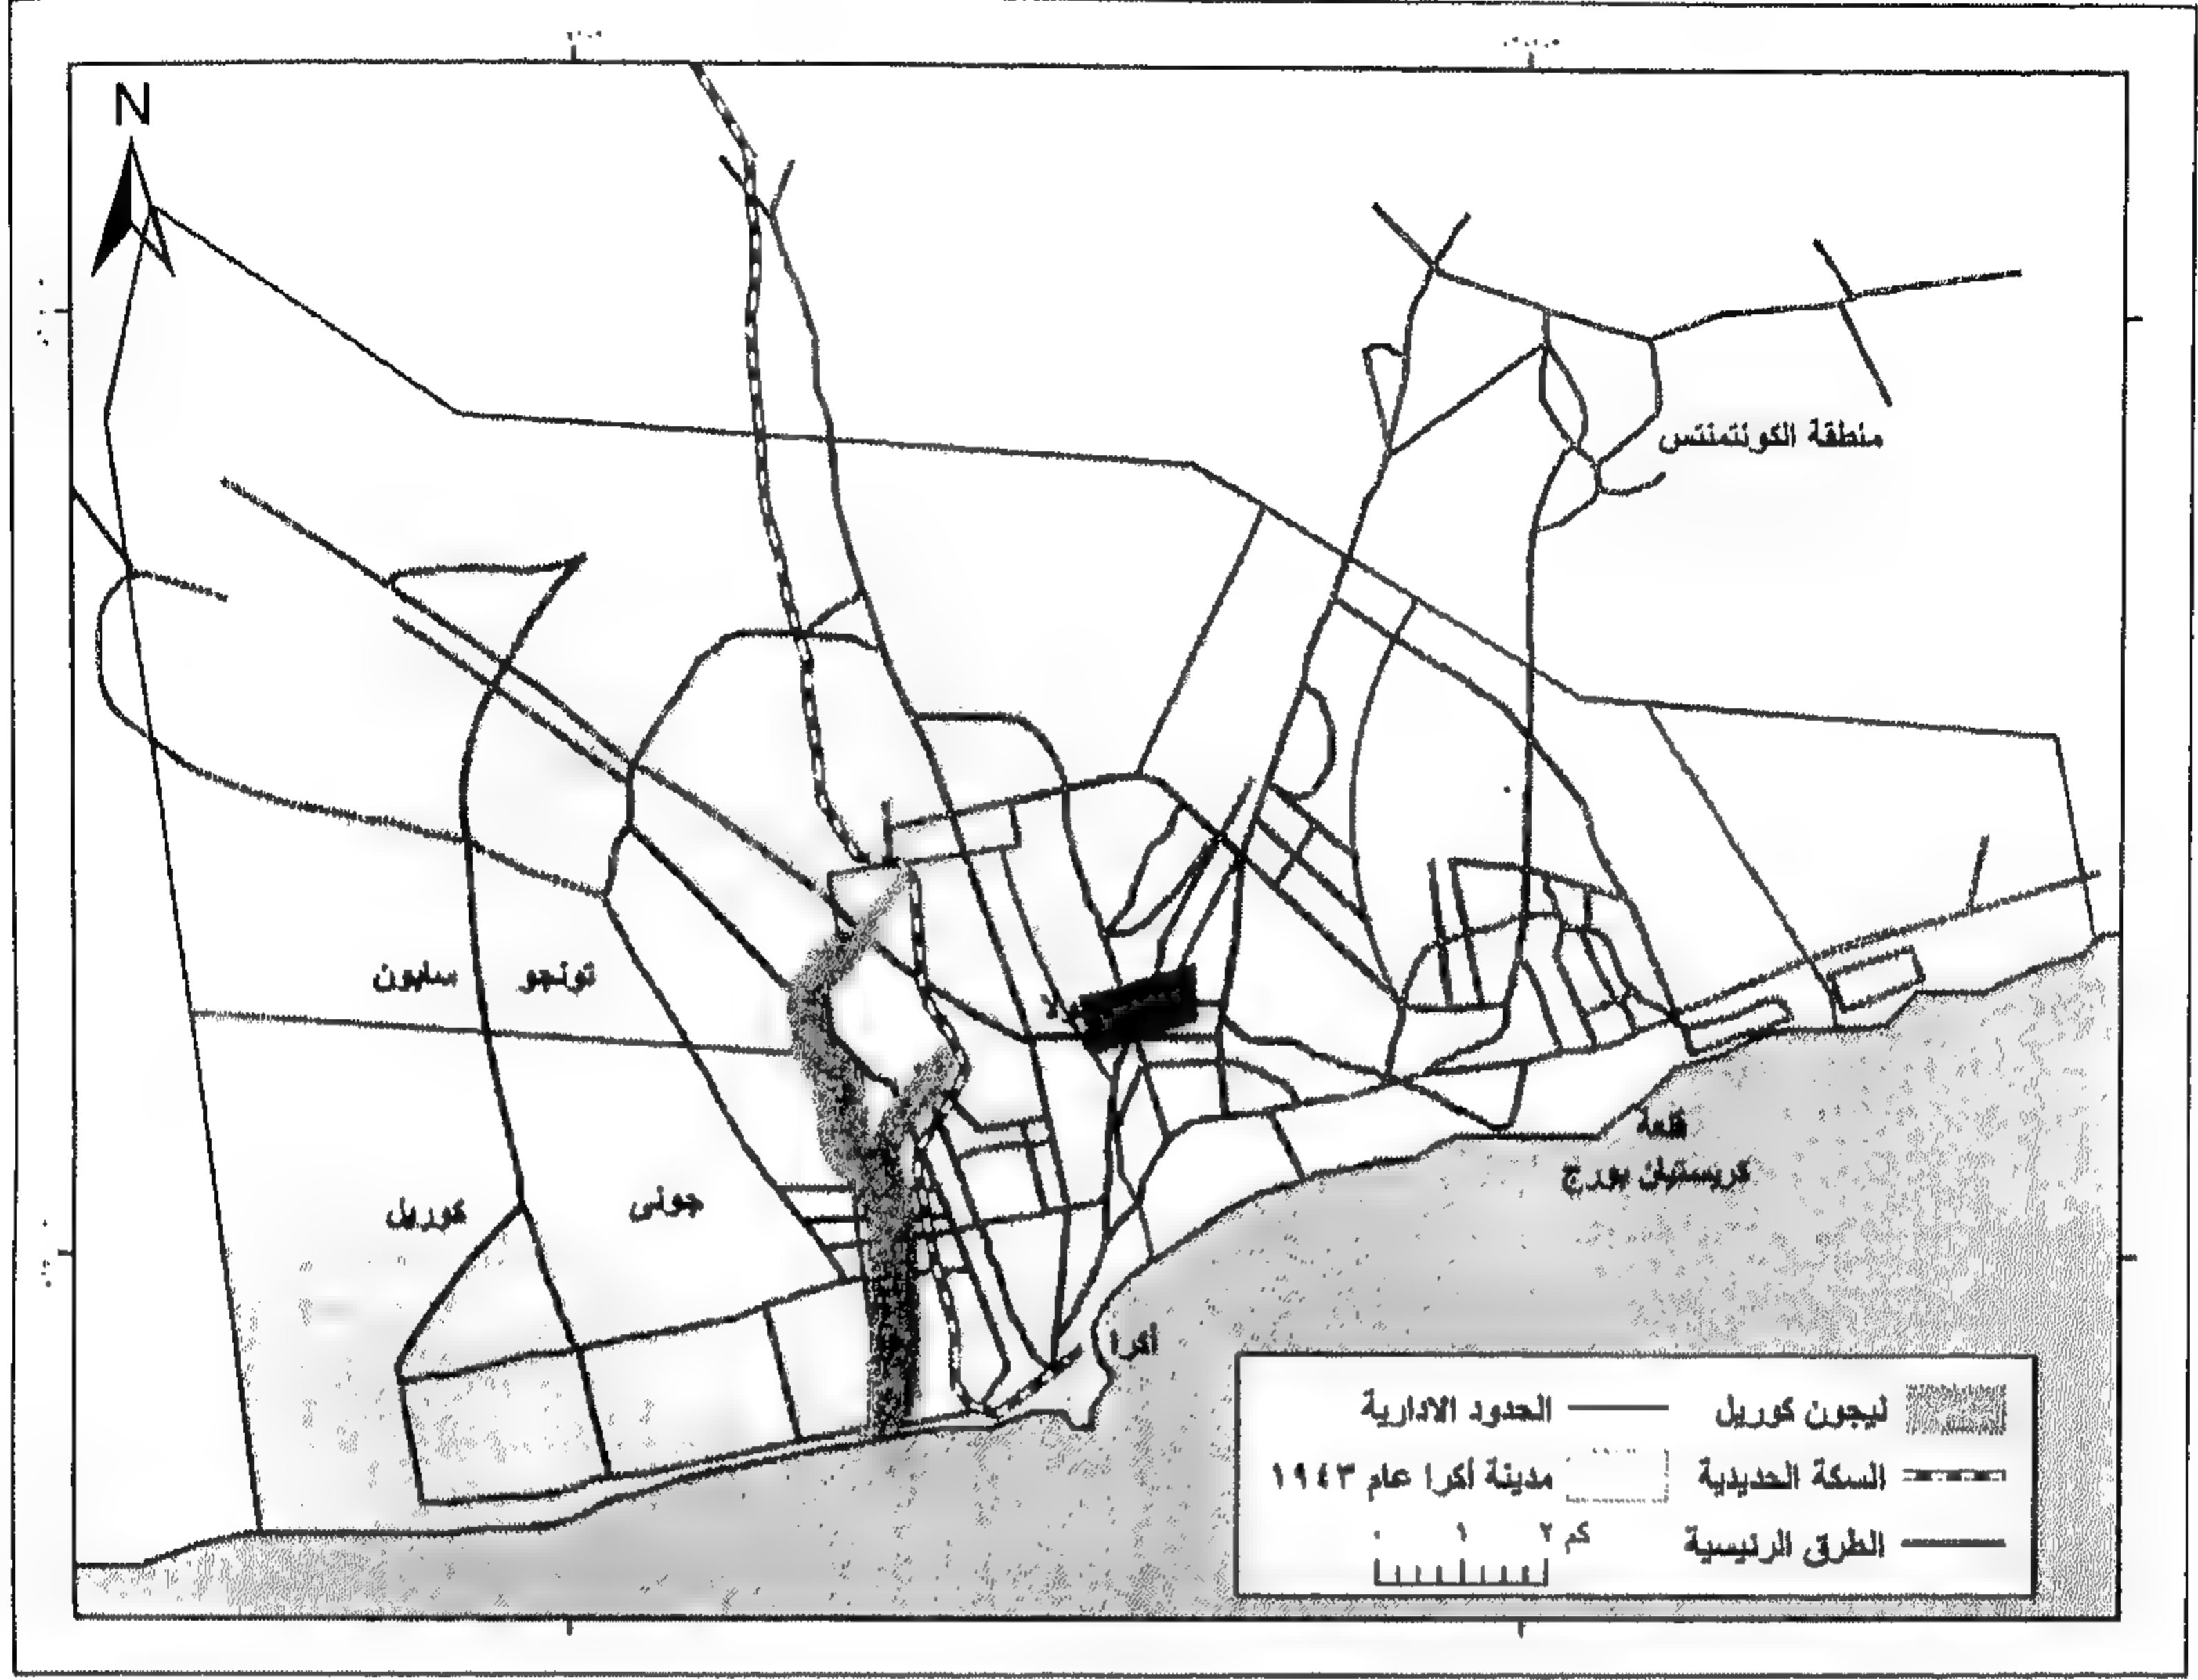 N
منطقة الكونتمنتس
سابون تونجو
كوريل
جونى
قلعة
كريستيان بورج
أكرا
ليجون كوريل
الحدود الادارية
السكة الحديدية
مدينة أكرا عام ١٩٤٣
الطرق الرئيسية
٠ ١ ٢ كم